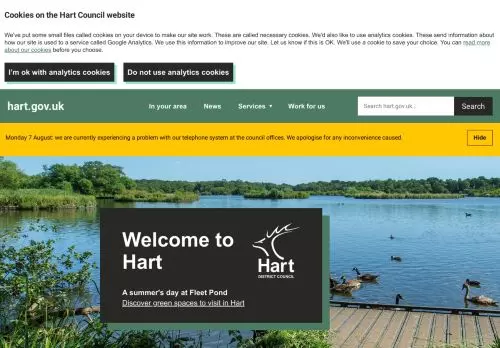 Cookies on the Hart Council website
We've put some small files called cookies on your device to make our site work. These are called necessary cookies. We'd also like to use analytics cookies. These send information
about how our site is used to a service called Google Analytics. We use this information to improve our site. Let us know if this is OK. We'll use a cookie to save your choice. You can read
more about our cookies before you choose.
I'm ok with analytics cookies Do not use analytics cookies
hart.gov.uk In your area News Services Work for us Search hart.gov.uk... Search
Monday 7 August: we are currently experiencing a problem with our telephone system at the council offices. We apologise for any inconvenience caused. Hide
Welcome to
Hart
Hart
DISTRICT COUNCIL
A summer's day at Fleet Pond
Discover green spaces to visit in Hart